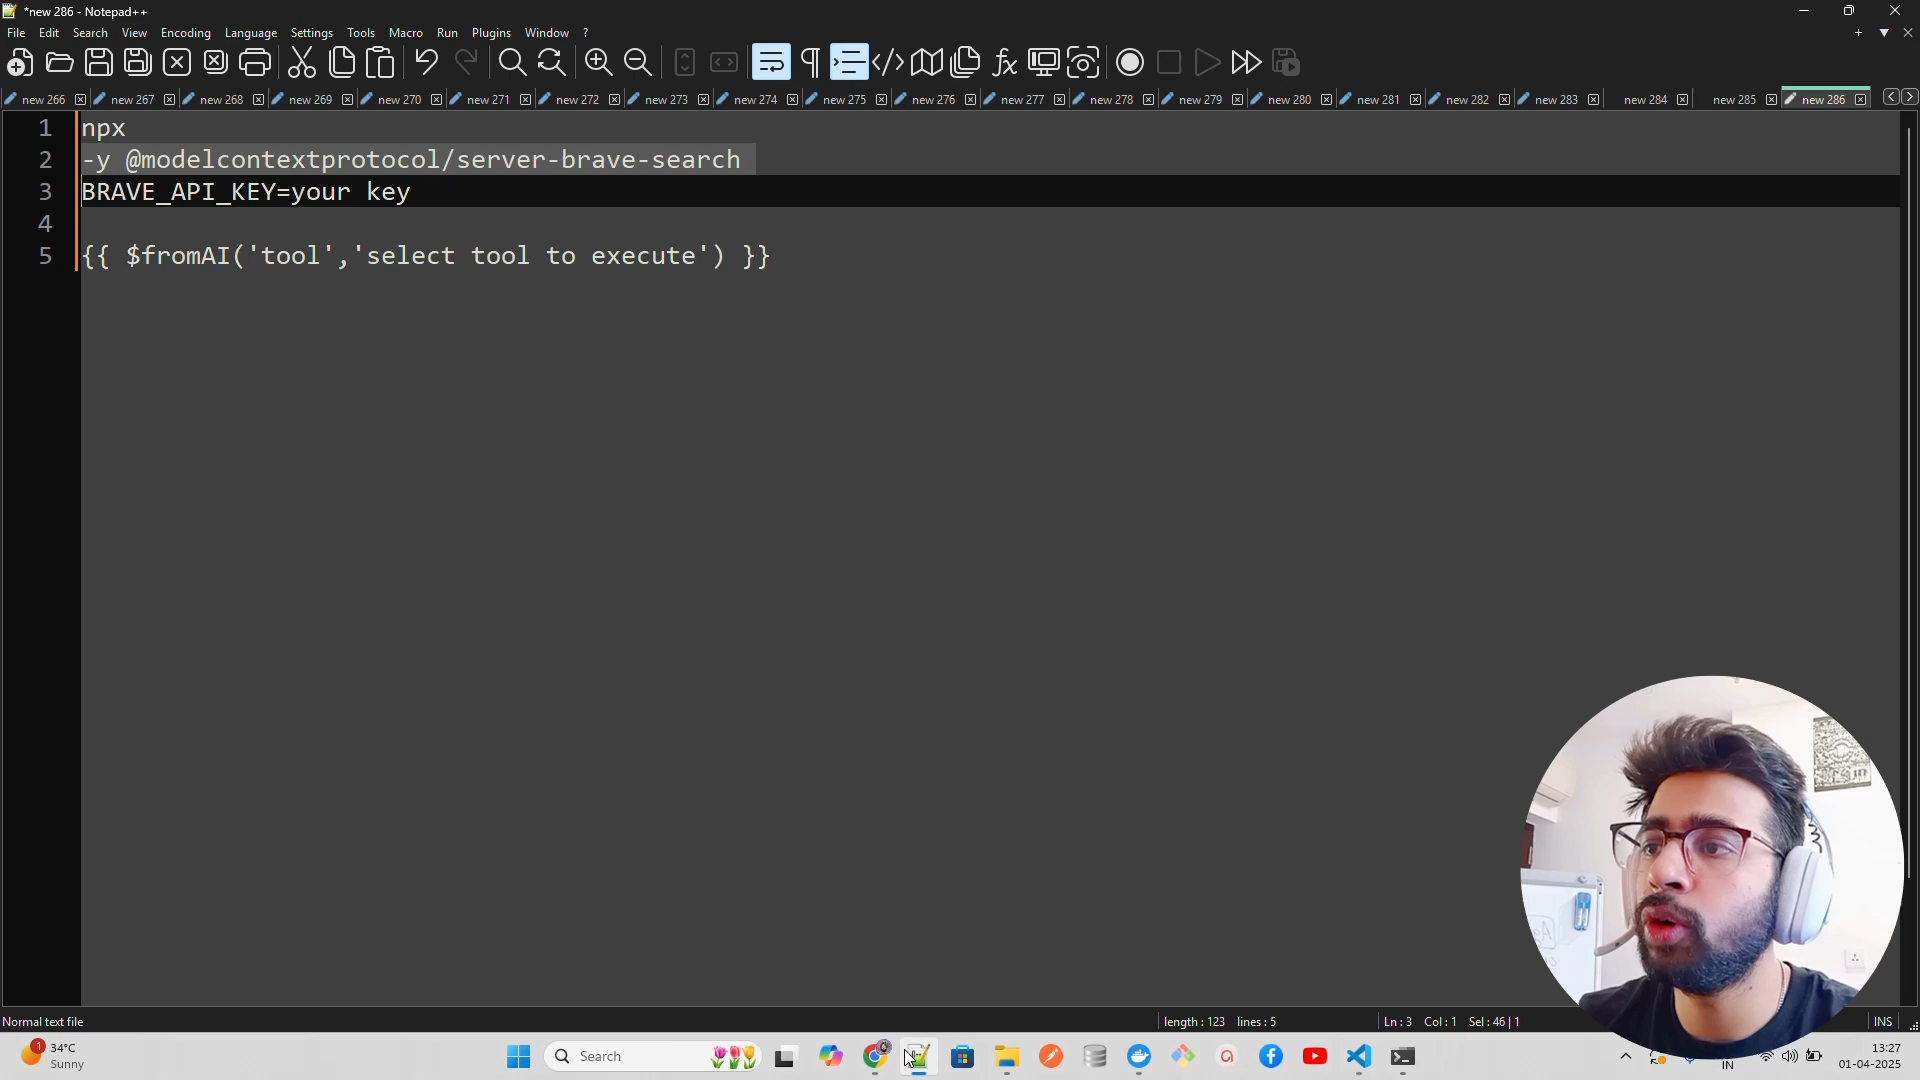 *new 286 - Notepad++
File Edit Search View Encoding Language Settings Tools Macro Run Plugins Window ?
new 266 new 267 new 268 new 269 new 270 new 271 new 272 new 273 new 274 new 275 new 276 new 277 new 278 new 279 new 280 new 281 new 282 new 283 new 284 new 285 new 286
1 npx
2 -y @modelcontextprotocol/server-brave-search
3 BRAVE_API_KEY=your key
4
5 {{ $fromAI('tool','select tool to execute') }}
Normal text file length : 123 lines : 5 Ln : 3 Col : 1 Sel : 46 | 1 INS
1 34°C
Sunny
Search
IN
13:27
01-04-2025